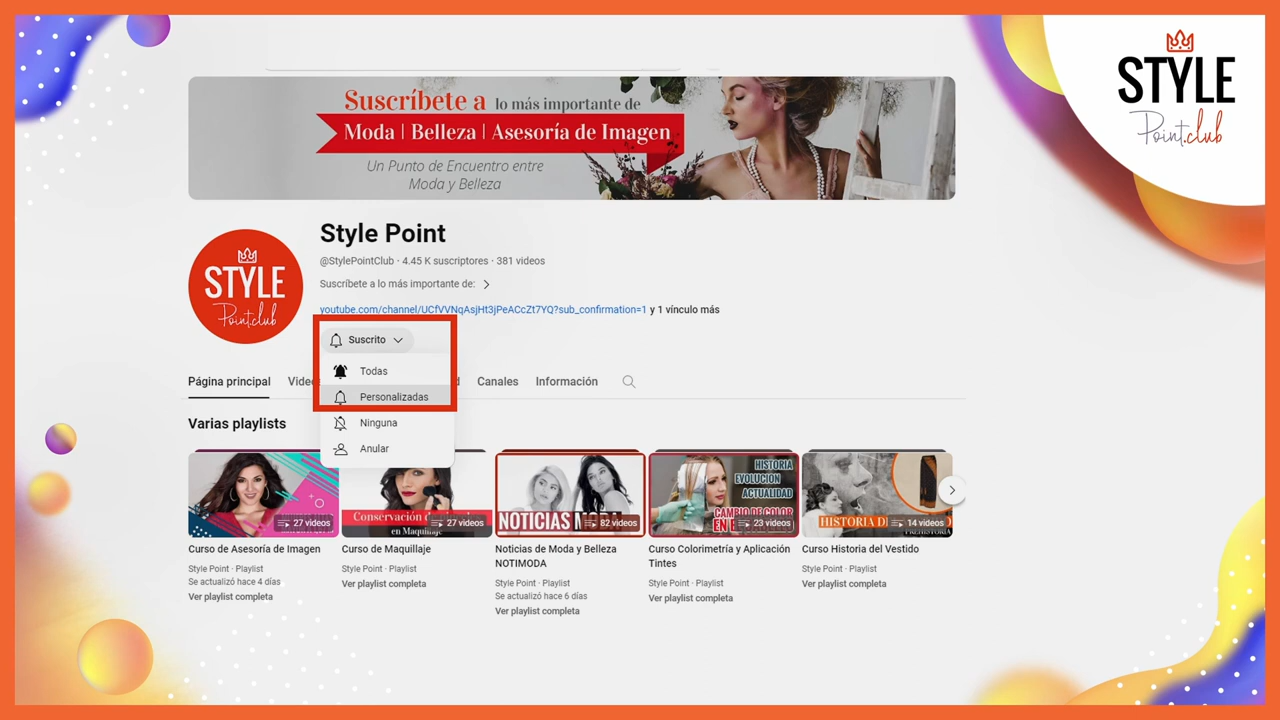 STYLE
Point.club
Suscríbete a lo más importante de
Moda | Belleza | Asesoría de Imagen
Un Punto de Encuentro entre
Moda y Belleza
STYLE
Point.club
Style Point
@StylePointClub · 4.45 K suscriptores · 381 videos
Suscríbete a lo más importante de:
youtube.com/channel/UCfVVNqAsjHt3jPeACcZt7YQ?sub_confirmation=1 y 1 vínculo más
Suscrito
Todas
Personalizadas
Ninguna
Anular
Página principal
Canales
Información
Varias playlists
27 videos
Conservación
en Maquillaje
27 videos
NOTICIAS
82 videos
HISTORIA
EVOLUCION
ACTUALIDAD
CAMBIO DE COLOR
23 videos
HISTORIA
14 videos
PREHISTORIA
Curso de Asesoría de Imagen
Style Point · Playlist
Se actualizó hace 4 días
Ver playlist completa
Curso de Maquillaje
Style Point · Playlist
Ver playlist completa
Noticias de Moda y Belleza
NOTIMODA
Style Point · Playlist
Se actualizó hace 6 días
Ver playlist completa
Curso Colorimetría y Aplicación
Tintes
Style Point · Playlist
Ver playlist completa
Curso Historia del Vestido
Style Point · Playlist
Ver playlist completa